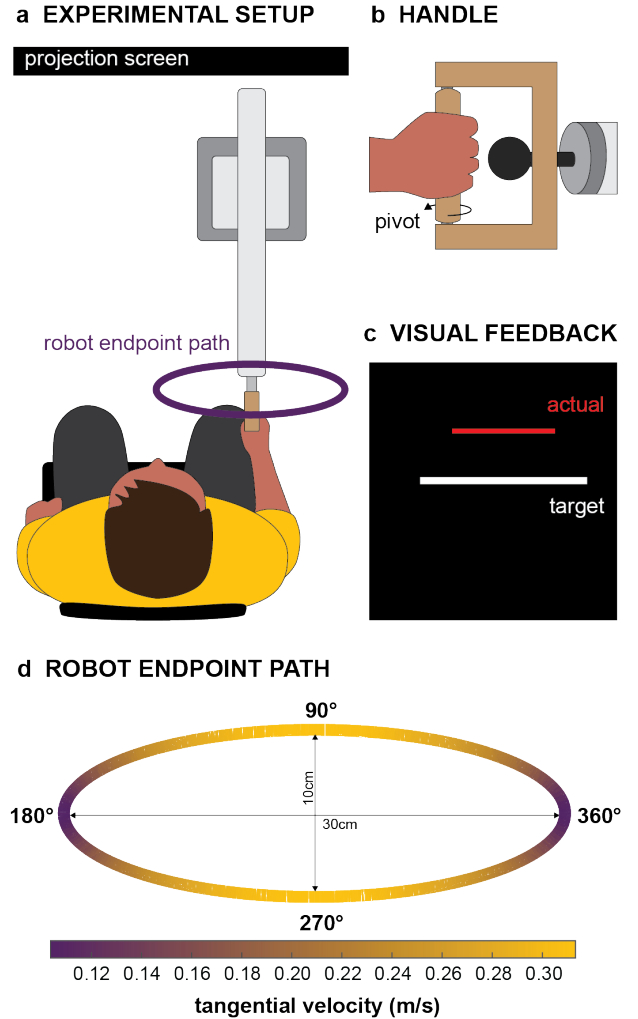 a EXPERIMENTAL SETUP
projection screen
robot endpoint path
b HANDLE
pivot
c VISUAL FEEDBACK
actual
target
d ROBOT ENDPOINT PATH
90°
10cm
180°
30cm
360°
270°
0.12 0.14 0.16 0.18 0.20 0.22 0.24 0.26 0.28 0.30
tangential velocity (m/s)